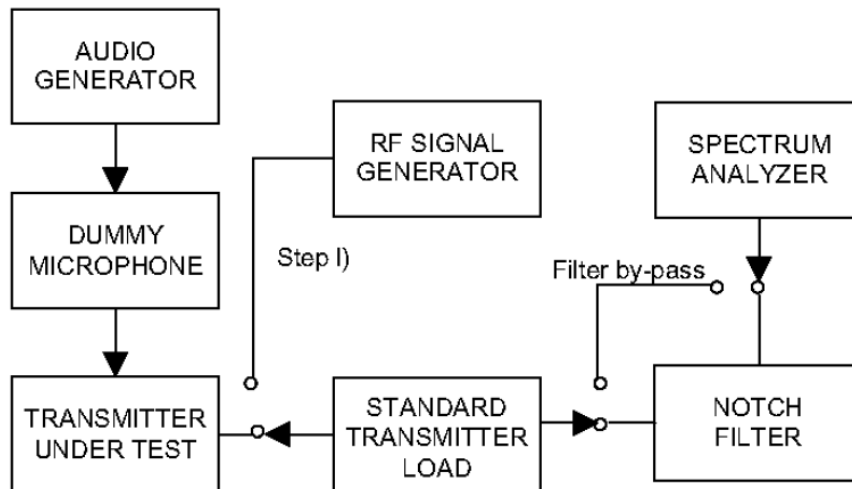 AUDIO
GENERATOR
RF SIGNAL
GENERATOR
SPECTRUM
ANALYZER
DUMMY
MICROPHONE
Step l)
Filter by-pass
TRANSMITTER
UNDER TEST
STANDARD
TRANSMITTER
LOAD
NOTCH
FILTER